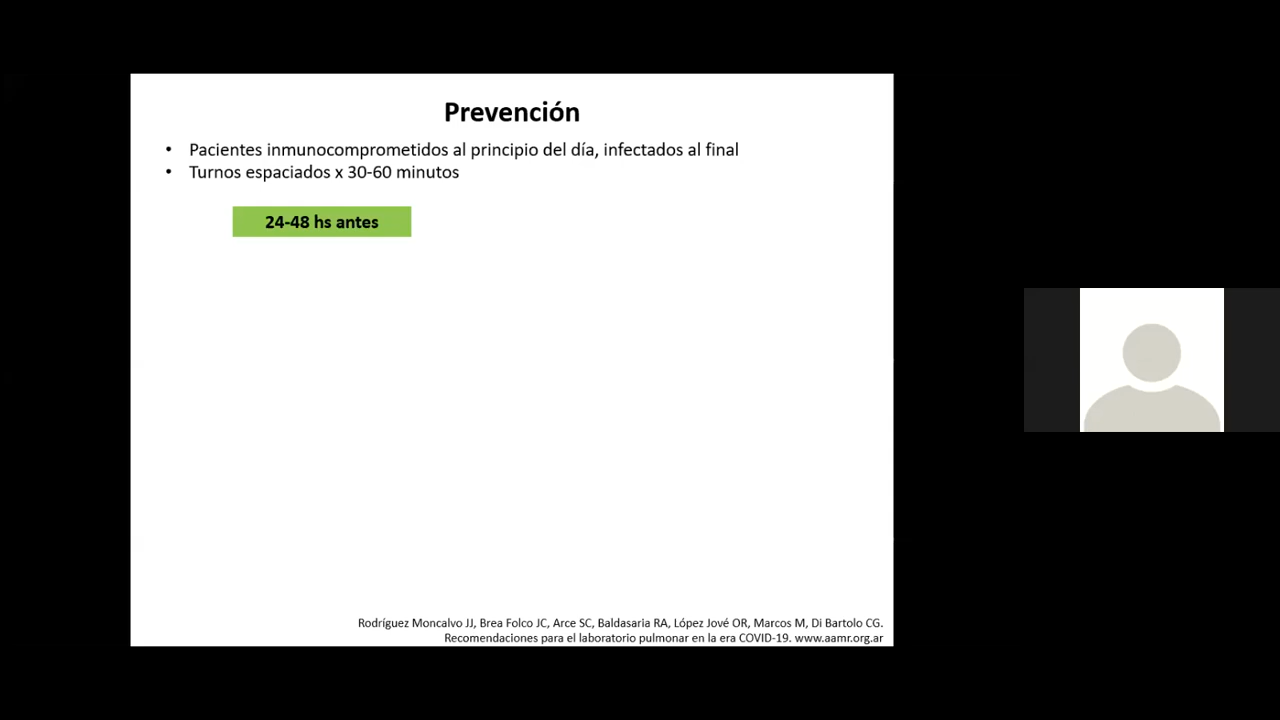 Prevención
• Pacientes inmunocomprometidos al principio del día, infectados al final
• Turnos espaciados x 30-60 minutos
24-48 hs antes
Rodríguez Moncalvo JJ, Brea Folco JC, Arce SC, Baldasaria RA, López Jové OR, Marcos M, Di Bartolo CG.
Recomendaciones para el laboratorio pulmonar en la era COVID-19. www.aamr.org.ar